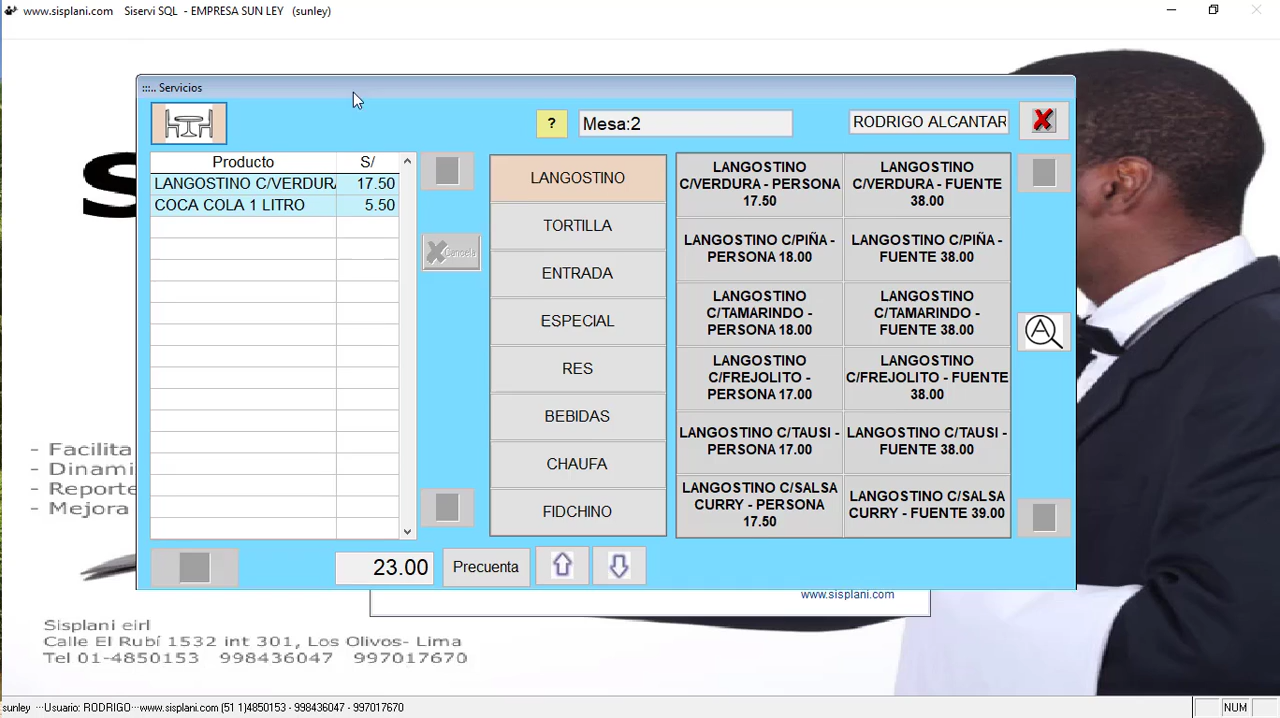 www.sisplani.com Siservi SQL - EMPRESA SUN LEY (sunley)
:::.. Servicios
?
Mesa:2
RODRIGO ALCANTAR
Producto S/
LANGOSTINO C/VERDURA 17.50
COCA COLA 1 LITRO 5.50
Cancela
LANGOSTINO
TORTILLA
ENTRADA
ESPECIAL
RES
BEBIDAS
CHAUFA
FIDCHINO
LANGOSTINO
C/VERDURA - PERSONA
17.50
LANGOSTINO
C/VERDURA - FUENTE
38.00
LANGOSTINO C/PIÑA -
PERSONA 18.00
LANGOSTINO C/PIÑA -
FUENTE 38.00
LANGOSTINO
C/TAMARINDO -
PERSONA 18.00
LANGOSTINO
C/TAMARINDO -
FUENTE 38.00
LANGOSTINO
C/FREJOLITO -
PERSONA 17.00
LANGOSTINO
C/FREJOLITO - FUENTE
38.00
LANGOSTINO C/TAUSI -
PERSONA 17.00
LANGOSTINO C/TAUSI -
FUENTE 38.00
LANGOSTINO C/SALSA
CURRY - PERSONA
17.50
LANGOSTINO C/SALSA
CURRY - FUENTE 39.00
A
23.00
Precuenta
www.sisplani.com
S
- Facilita
- Dinami
- Reporte
- Mejora
Sisplani eirl
Calle El Rubí 1532 int 301, Los Olivos- Lima
Tel 01-4850153 998436047 997017670
sunley ···Usuario: RODRIGO···www.sisplani.com (51 1)4850153 - 998436047 - 997017670
NUM